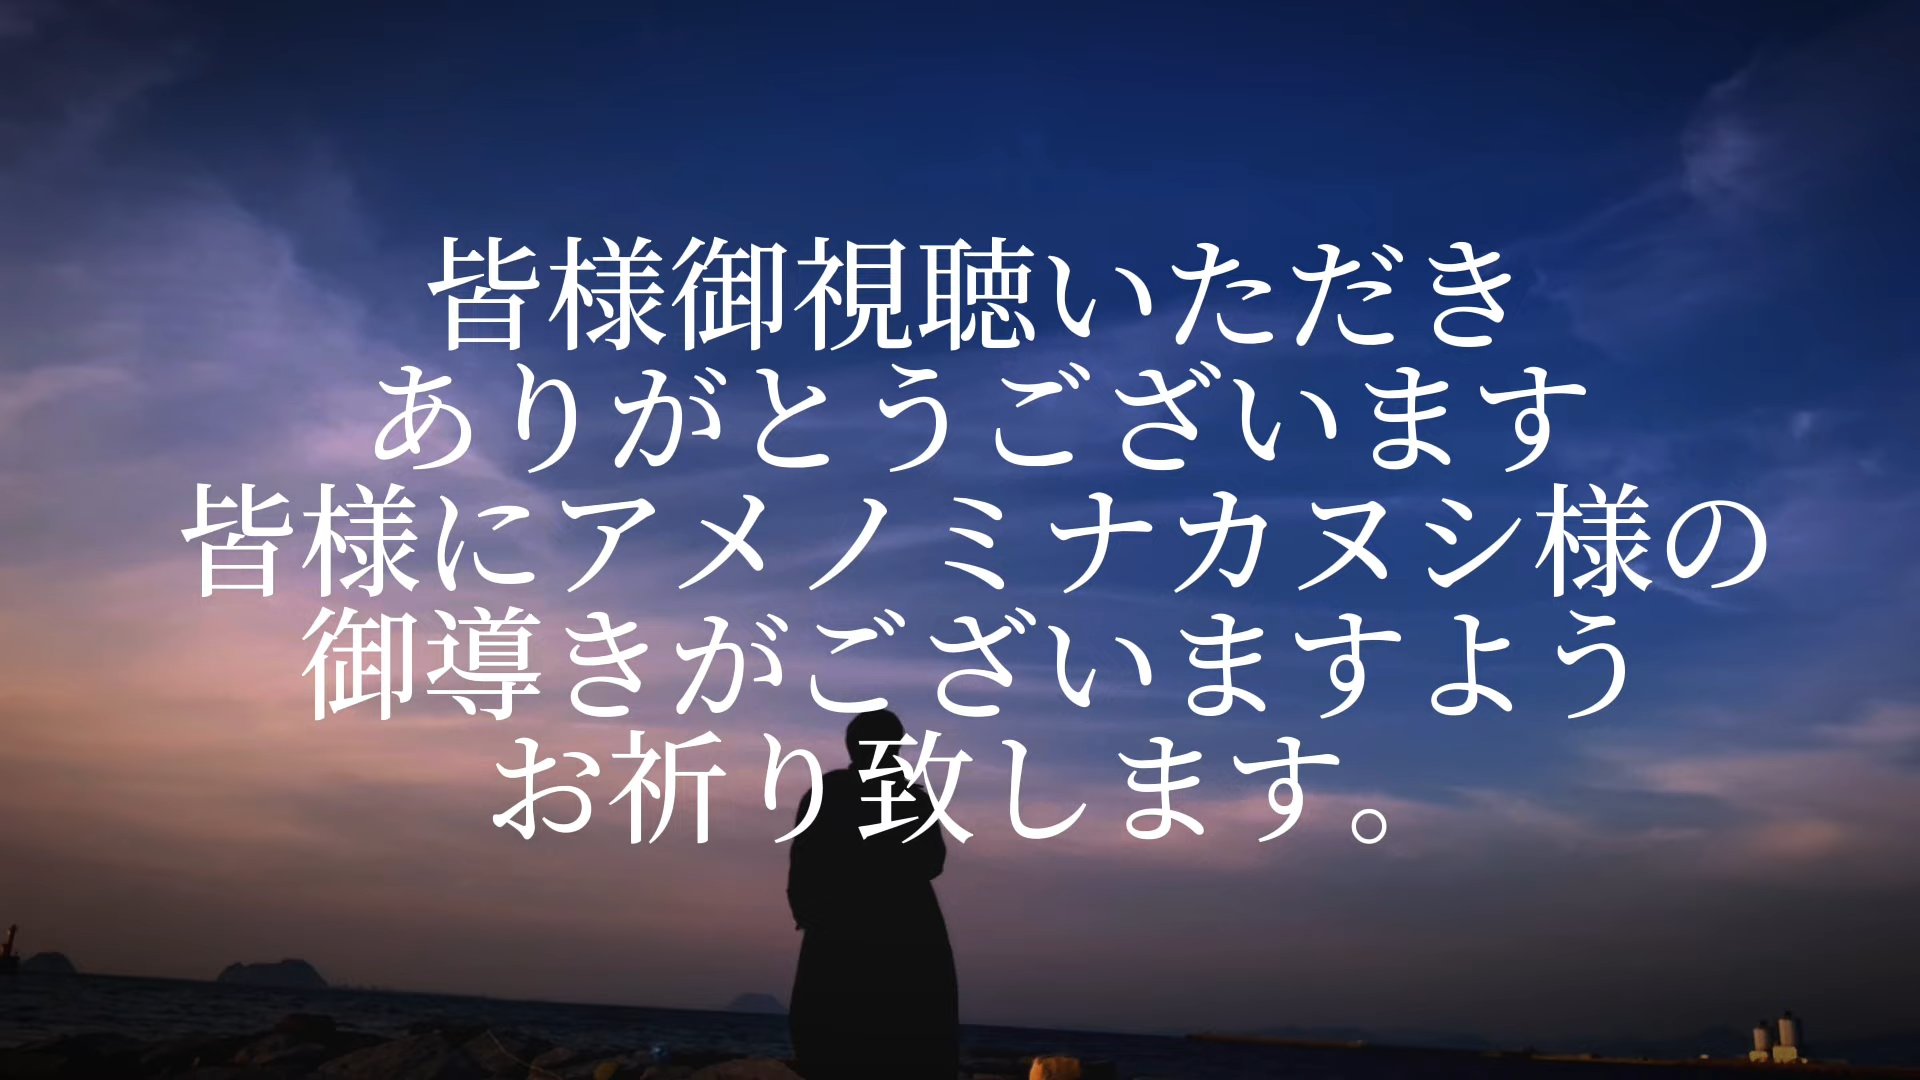 皆様御視聴いただき
ありがとうございます
皆様にアメノミナカヌシ様の
御導きがございますよう
お祈り致します。